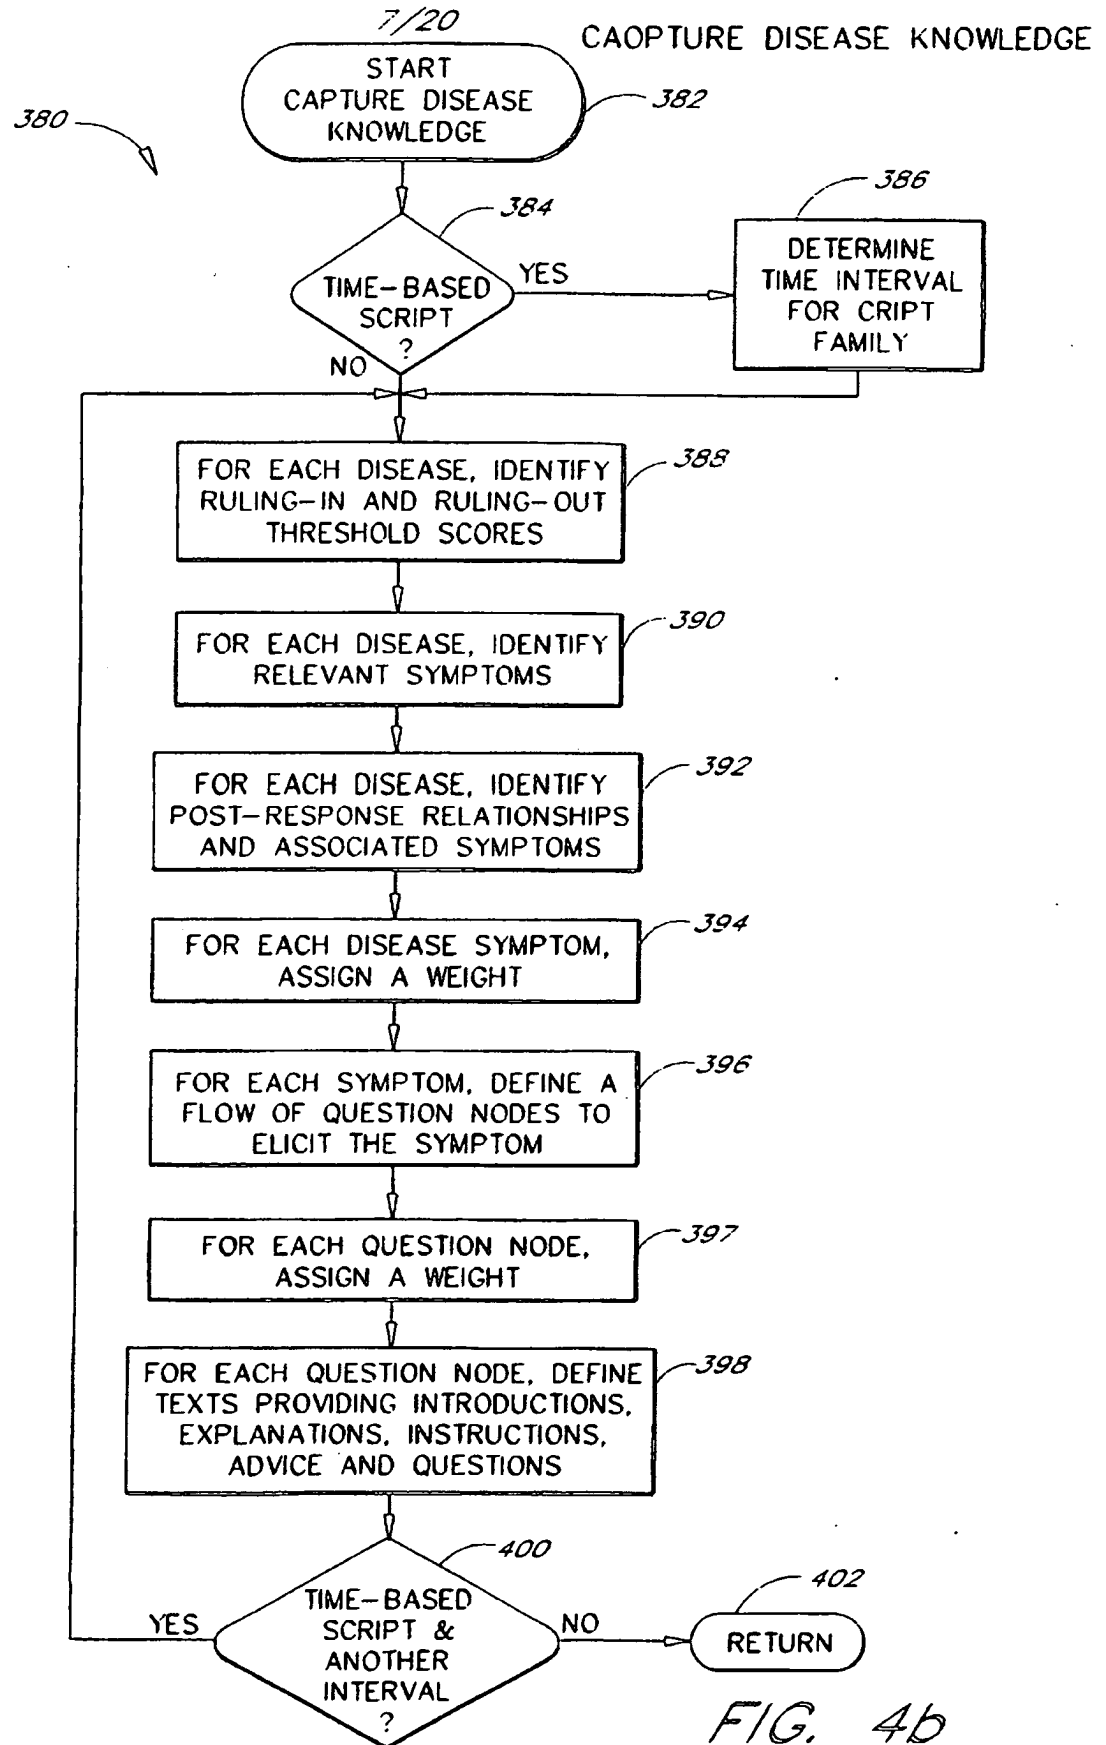 7/20
CAOPTURE DISEASE KNOWLEDGE
START
CAPTURE DISEASE
KNOWLEDGE
382
380
384
TIME-BASED
SCRIPT
?
YES
NO
386
DETERMINE
TIME INTERVAL
FOR CRIPT
FAMILY
FOR EACH DISEASE, IDENTIFY
RULING-IN AND RULING-OUT
THRESHOLD SCORES
388
FOR EACH DISEASE, IDENTIFY
RELEVANT SYMPTOMS
390
FOR EACH DISEASE, IDENTIFY
POST-RESPONSE RELATIONSHIPS
AND ASSOCIATED SYMPTOMS
392
FOR EACH DISEASE SYMPTOM,
ASSIGN A WEIGHT
394
FOR EACH SYMPTOM, DEFINE A
FLOW OF QUESTION NODES TO
ELICIT THE SYMPTOM
396
FOR EACH QUESTION NODE,
ASSIGN A WEIGHT
397
FOR EACH QUESTION NODE, DEFINE
TEXTS PROVIDING INTRODUCTIONS,
EXPLANATIONS, INSTRUCTIONS,
ADVICE AND QUESTIONS
398
400
TIME-BASED
SCRIPT &
ANOTHER
INTERVAL
?
YES
NO
402
RETURN
FIG. 4b